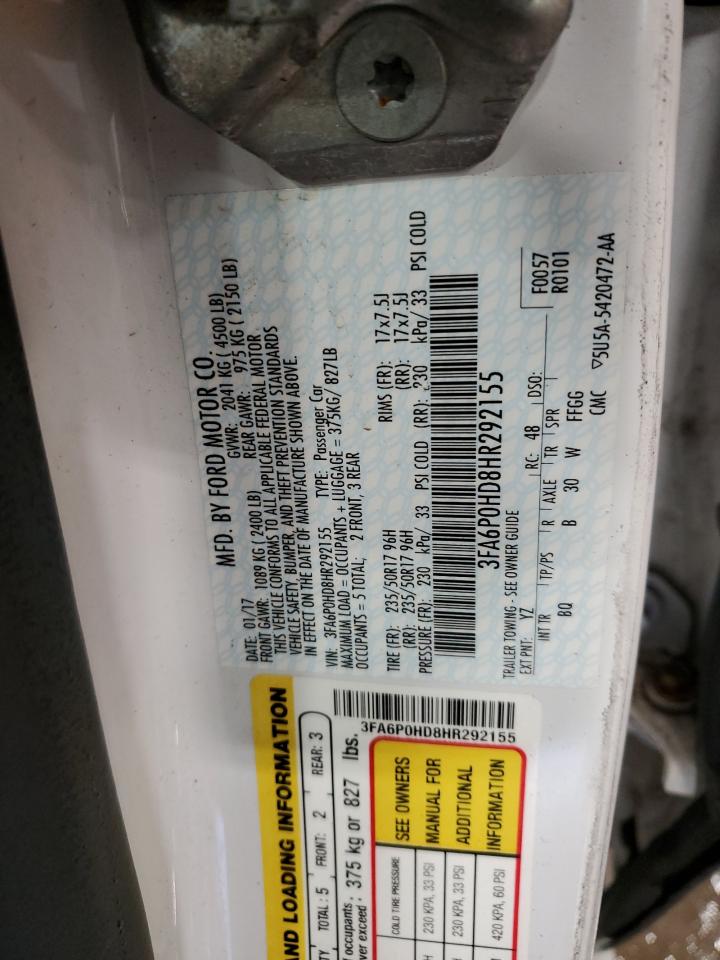 MFD. BY FORD MOTOR CO.
DATE: 01/17 GVWR: 2041 KG ( 4500 LB)
FRONT GAWR: 1089 KG ( 2400 LB) REAR GAWR: 975 KG ( 2150 LB)
THIS VEHICLE CONFORMS TO ALL APPLICABLE FEDERAL MOTOR
VEHICLE SAFETY, BUMPER, AND THEFT PREVENTION STANDARDS
IN EFFECT ON THE DATE OF MANUFACTURE SHOWN ABOVE.
VIN: 3FA6P0HD8HR292155 TYPE: Passenger Car
MAXIMUM LOAD = OCCUPANTS + LUGGAGE = 375KG/ 827LB
OCCUPANTS = 5 TOTAL; 2 FRONT, 3 REAR
TIRE (FR): 235/50R17 96H RIMS (FR): 17x7.5J
(RR): 235/50R17 96H (RR): 17x7.5J
PRESSURE (FR): 230 kPa/ 33 PSI COLD (RR): 230 kPa/ 33 PSI COLD
3FA6P0HD8HR292155
TRAILER TOWING - SEE OWNER GUIDE
EXT PNT: YZ RC: 48 DSO: F0057
R0101
INT TR TP/PS R AXLE TR SPR
BQ B 30 W FFGG
CMC ▽5U5A-5420472-AA
AND LOADING INFORMATION
TOTAL: 5 FRONT: 2 REAR: 3
occupants: 375 kg or 827 lbs.
ver exceed:
3FA6P0HD8HR292155
COLD TIRE PRESSURE
230 KPA, 33 PSI
230 KPA, 33 PSI
420 KPA, 60 PSI
SEE OWNERS
MANUAL FOR
ADDITIONAL
INFORMATION